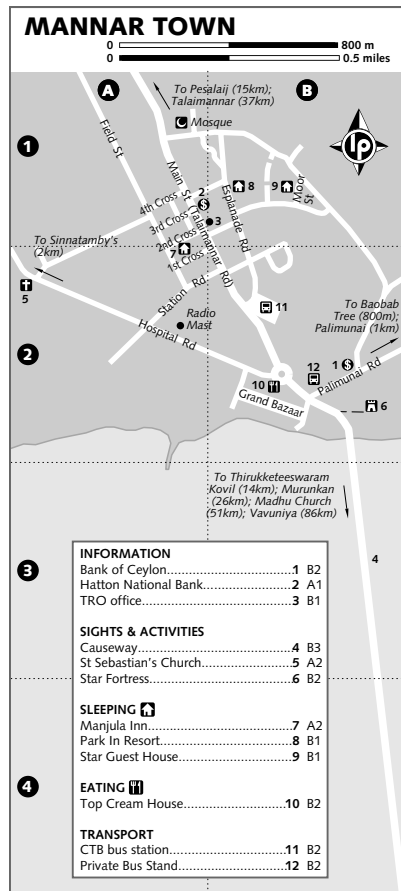 MANNAR TOWN
0 800 m
0 0.5 miles
A
B
To Pesalaij (15km);
Talaimannar (37km)
Mosque
lp
1
Field St
Main St (Talaimannar Rd)
Esplanade Rd
Moor St
4th Cross
3rd Cross
2nd Cross
1st Cross
2
$
3
8
9
7
To Sinnatamby's
(2km)
5
Station Rd
Radio
Mast
Hospital Rd
11
To Baobab
Tree (800m);
Palimunai (1km)
2
12
1
$
Palimunai Rd
10
Grand Bazaar
6
To Thirukketeeswaram
Kovil (14km); Murunkan
(26km); Madhu Church
(51km); Vavuniya (86km)
4
3
4
INFORMATION
Bank of Ceylon..............................1 B2
Hatton National Bank..................2 A1
TRO office......................................3 B1
SIGHTS & ACTIVITIES
Causeway.......................................4 B3
St Sebastian's Church...................5 A2
Star Fortress...................................6 B2
SLEEPING
Manjula Inn...................................7 A2
Park In Resort................................8 B1
Star Guest House..........................9 B1
EATING
Top Cream House.......................10 B2
TRANSPORT
CTB bus station...........................11 B2
Private Bus Stand........................12 B2